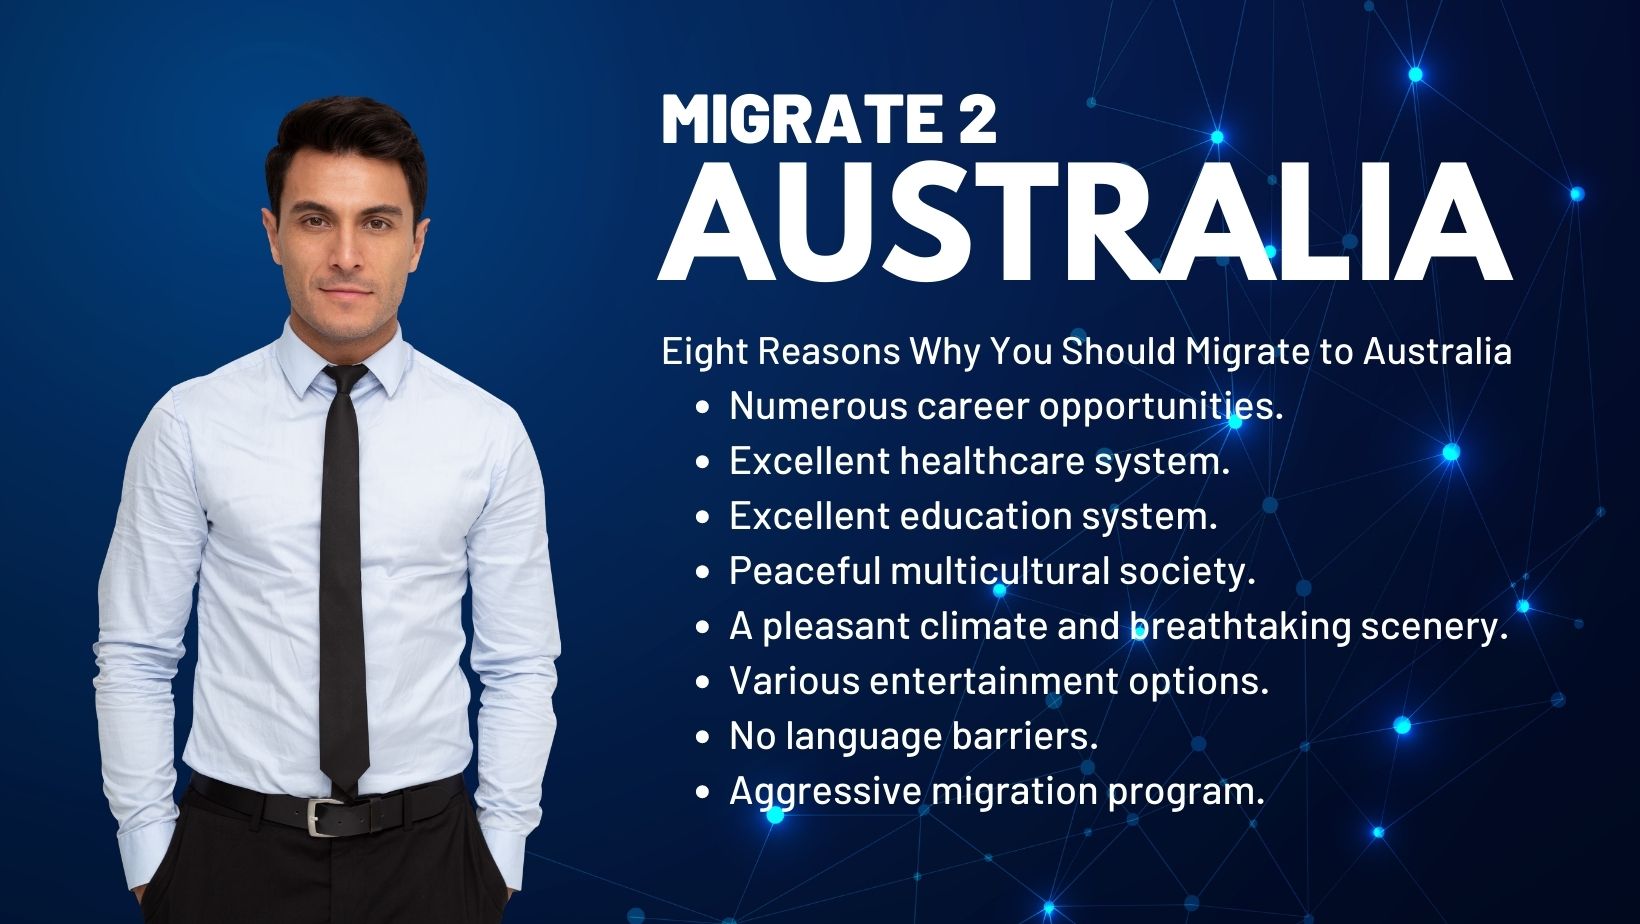 MIGRATE 2
AUSTRALIA
Eight Reasons Why You Should Migrate to Australia
• Numerous career opportunities.
• Excellent healthcare system.
• Excellent education system.
• Peaceful multicultural society.
• A pleasant climate and breathtaking scenery.
• Various entertainment options.
• No language barriers.
• Aggressive migration program.